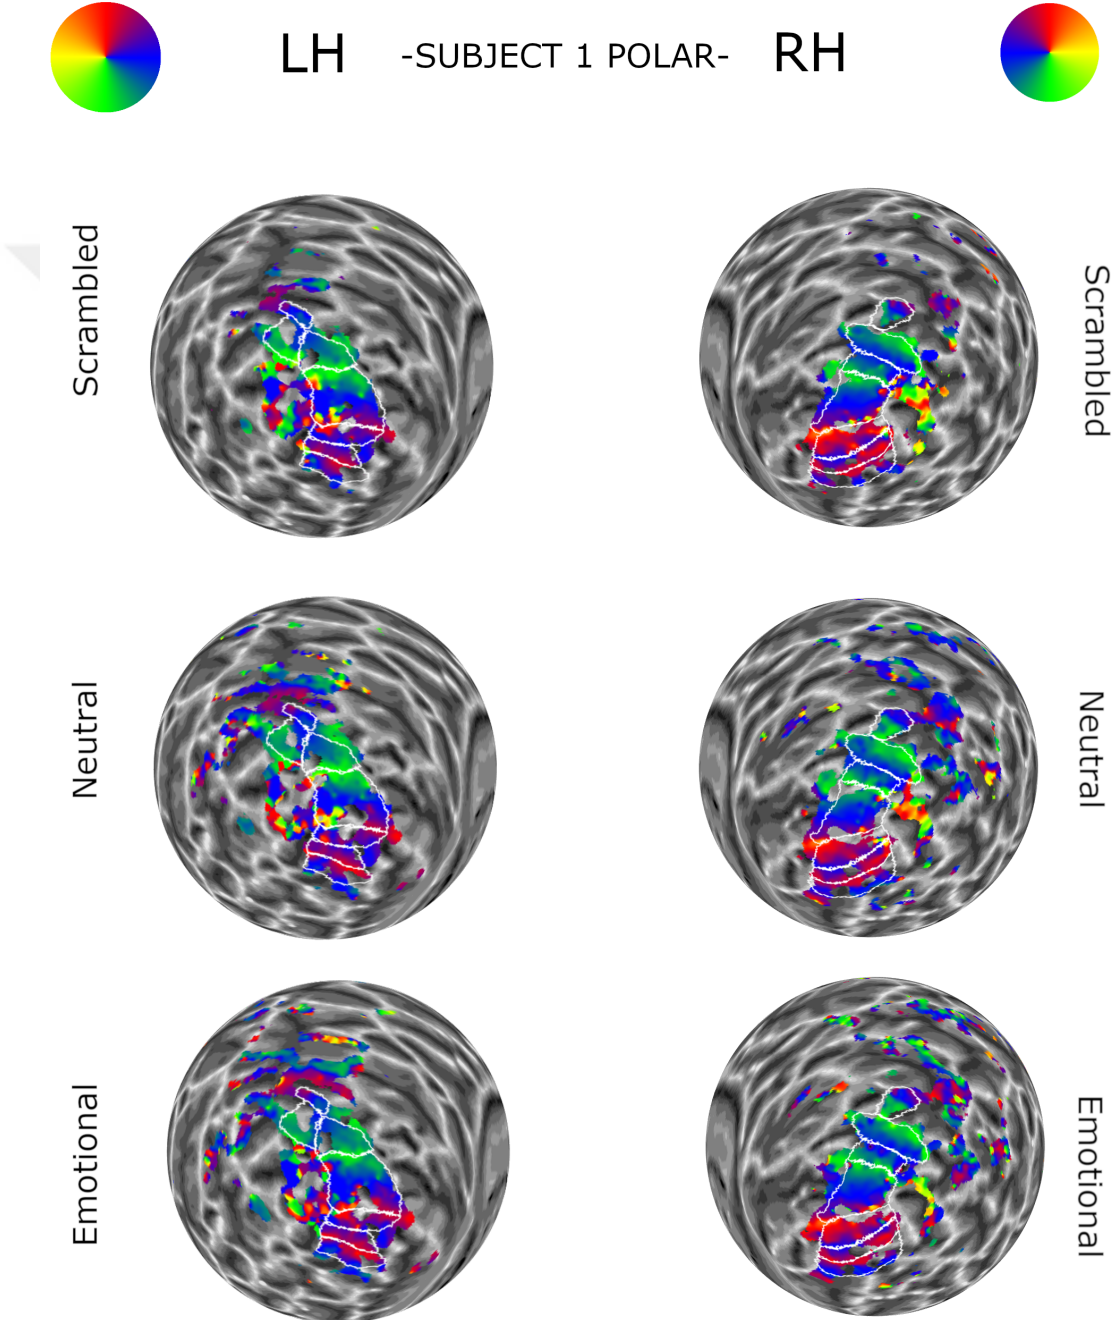 LH -SUBJECT 1 POLAR- RH
Scrambled
Scrambled
Neutral
Neutral
Emotional
Emotional